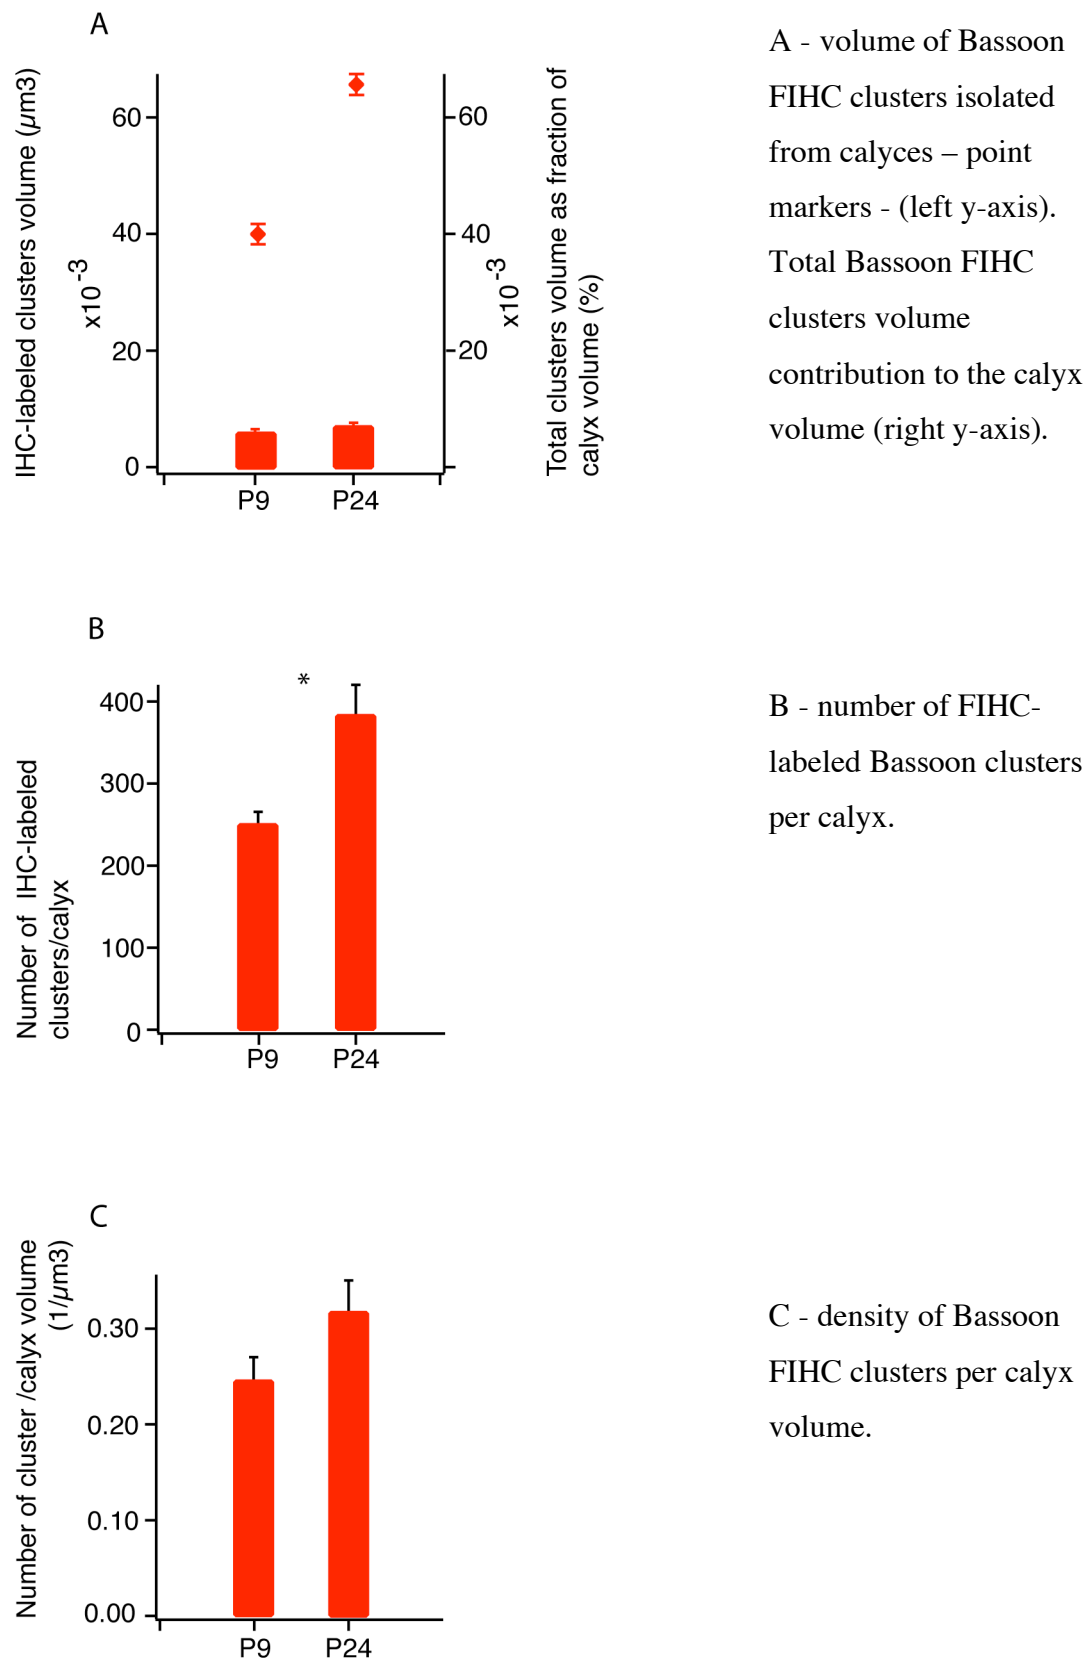 A
IHC-labeled clusters volume (µm3)
x10-3
60
40
20
0
P9
P24
60
40
20
x10-3
Total clusters volume as fraction of
calyx volume (%)
A - volume of Bassoon
FIHC clusters isolated
from calyces – point
markers - (left y-axis).
Total Bassoon FIHC
clusters volume
contribution to the calyx
volume (right y-axis).
B
Number of IHC-labeled
clusters/calyx
400
300
200
100
0
*
P9
P24
B - number of FIHC-
labeled Bassoon clusters
per calyx.
C
Number of cluster /calyx volume
(1/µm3)
0.30
0.20
0.10
0.00
P9
P24
C - density of Bassoon
FIHC clusters per calyx
volume.